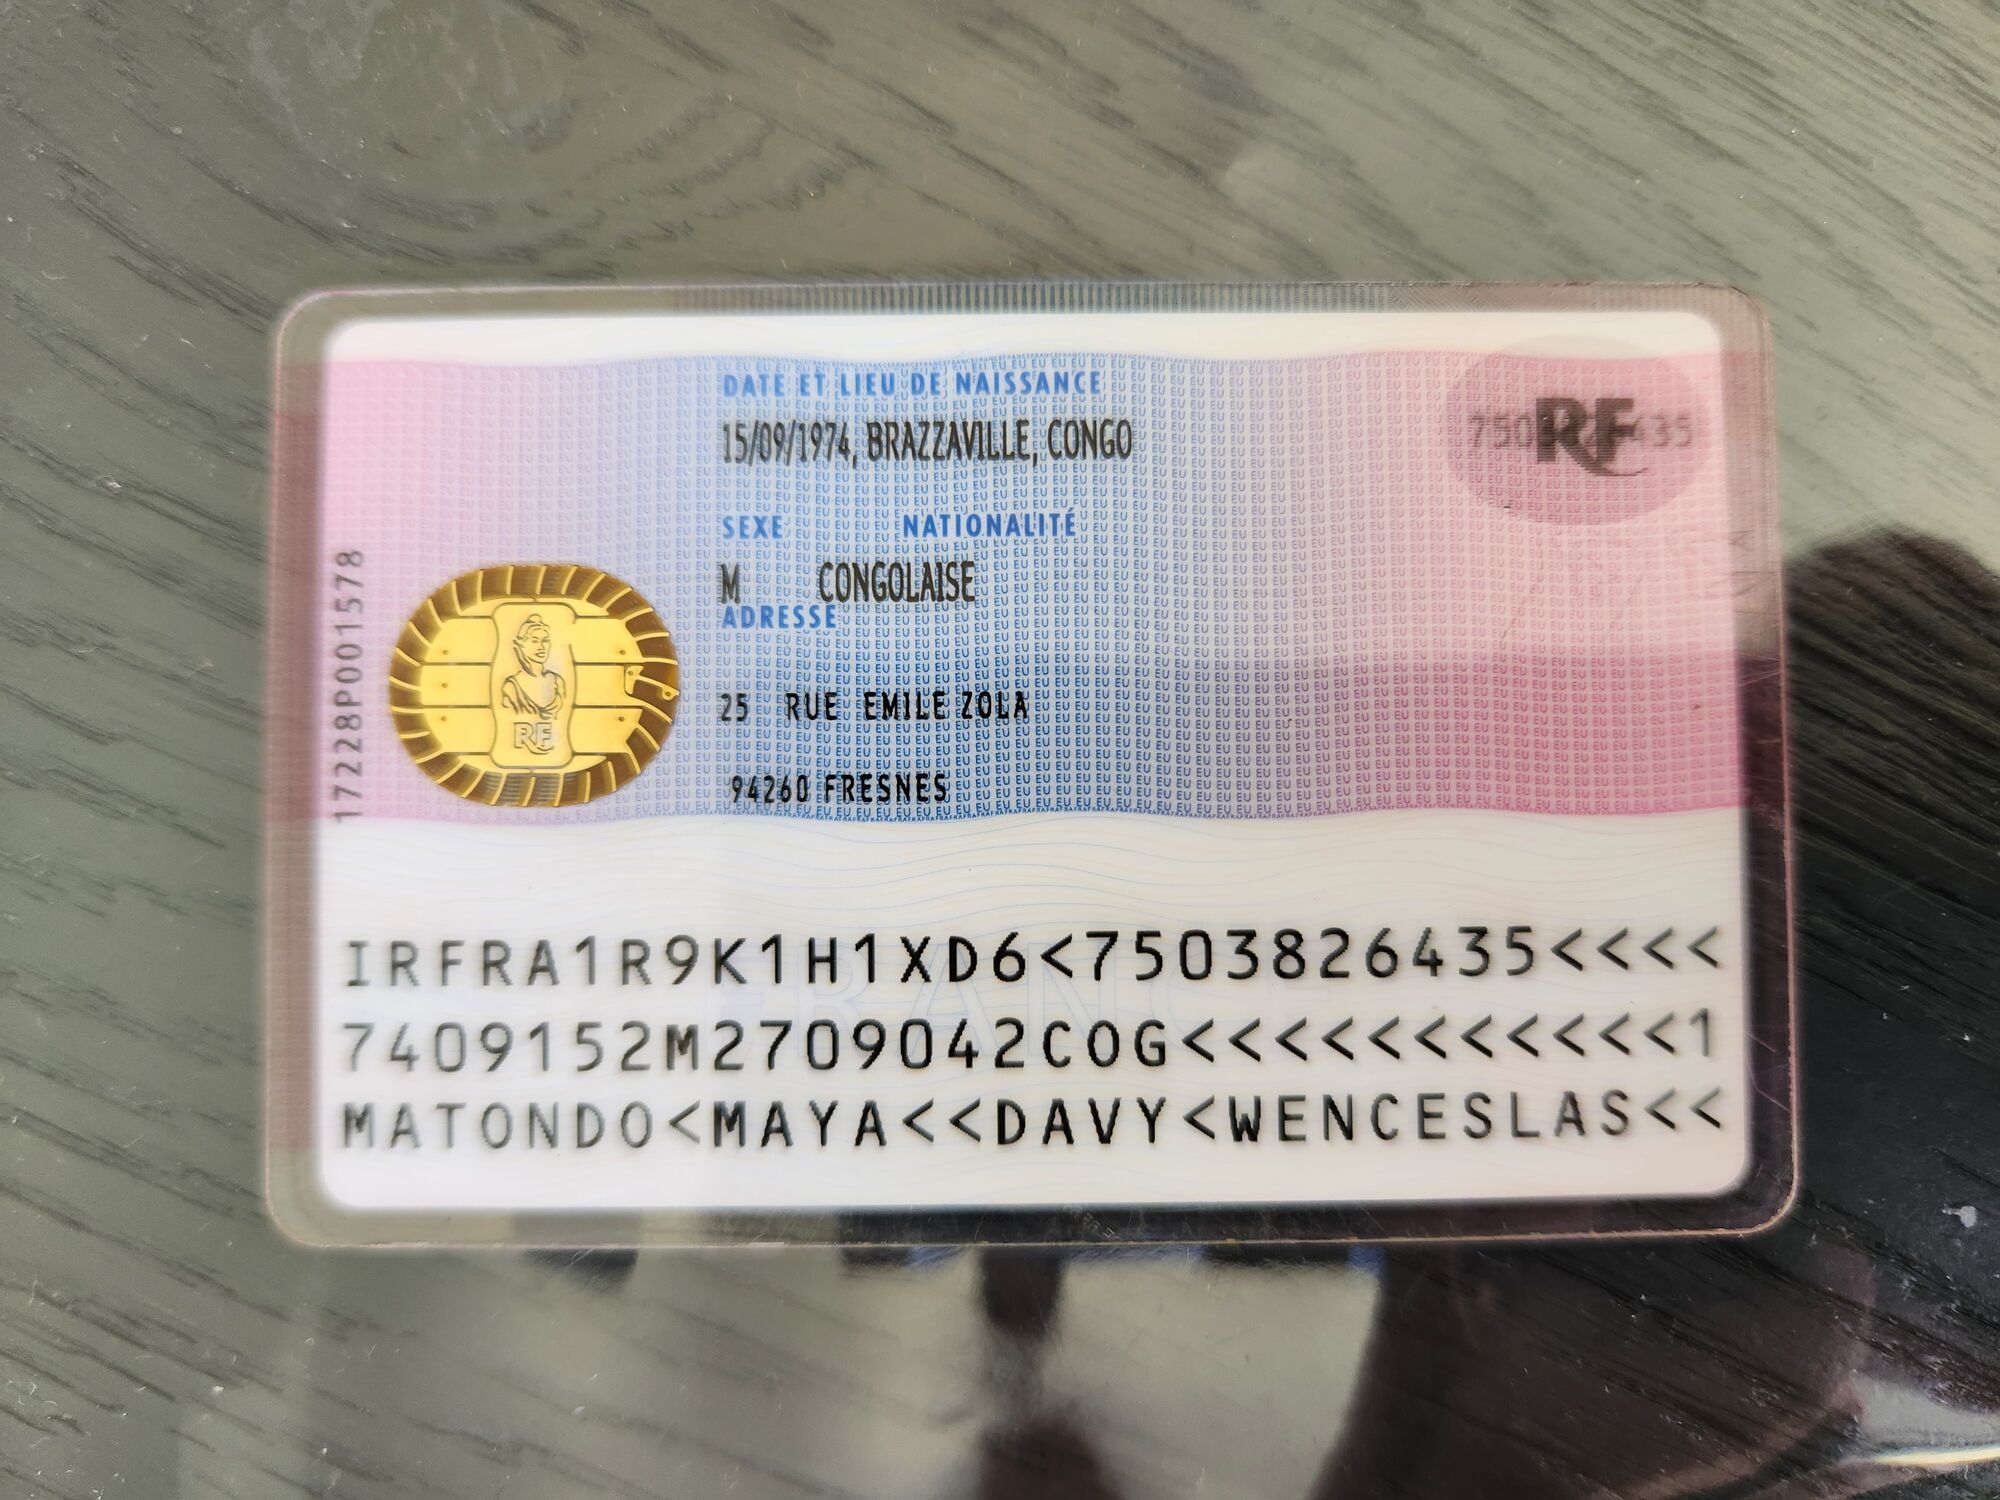 DATE ET LIEU DE NAISSANCE
15/09/1974, BRAZZAVILLE, CONGO
RF
SEXE NATIONALITÉ
M CONGOLAISE
ADRESSE
25 RUE EMILE ZOLA
94260 FRESNES
17228P001578
RF
IRFRA1R9K1H1XD6<7503826435<<<<
7409152M2709042COG<<<<<<<<<<<1
MATONDO<MAYA<<DAVY<WENCESLAS<<